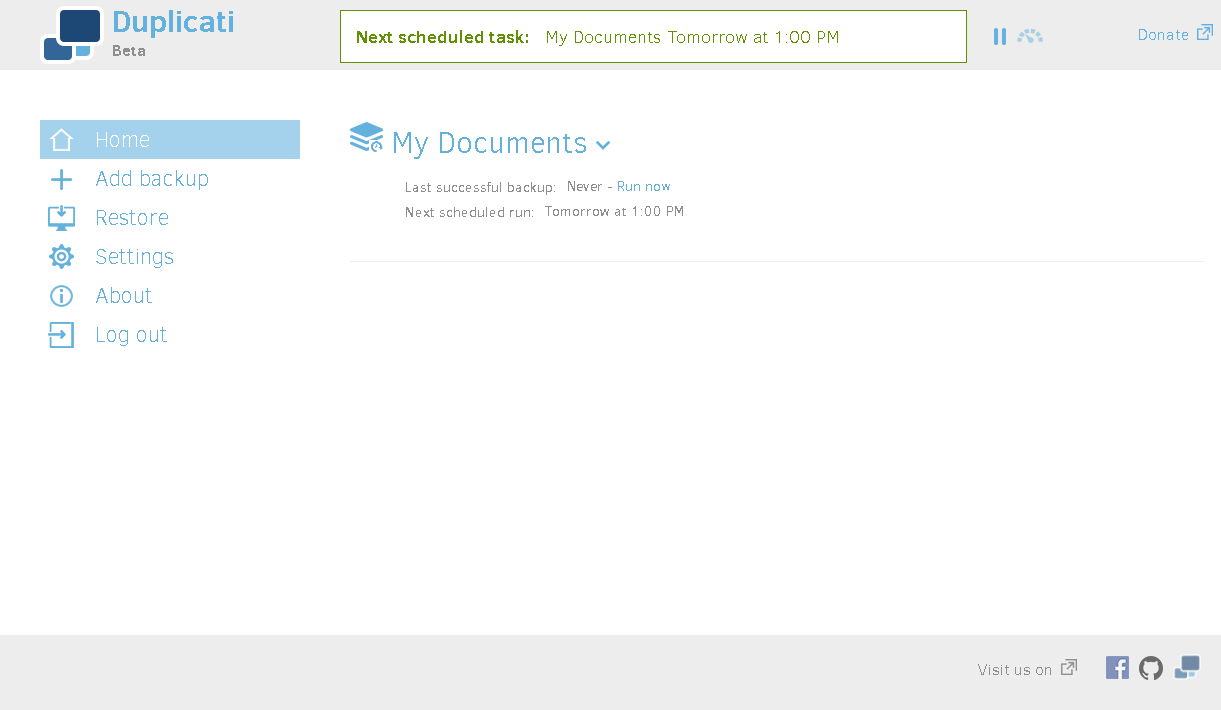 Duplicati
Beta
Next scheduled task: My Documents Tomorrow at 1:00 PM
Donate
Home
Add backup
Restore
Settings
About
Log out
My Documents
Last successful backup: Never - Run now
Next scheduled run: Tomorrow at 1:00 PM
Visit us on